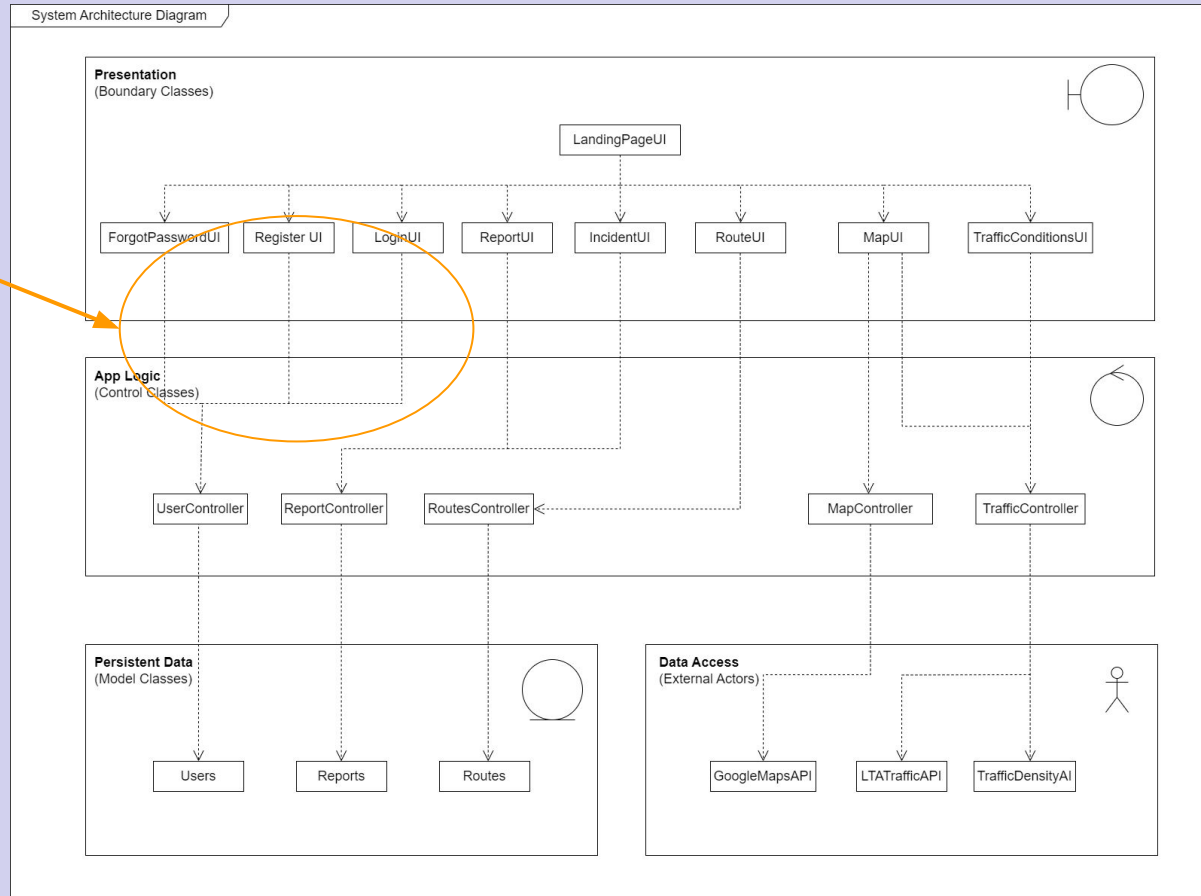 System Architecture Diagram
Presentation
(Boundary Classes)
LandingPageUI
ForgotPasswordUI
Register UI
LoginUI
ReportUI
IncidentUI
RouteUI
MapUI
TrafficConditionsUI
App Logic
(Control Classes)
UserController
ReportController
RoutesController
MapController
TrafficController
Persistent Data
(Model Classes)
Users
Reports
Routes
Data Access
(External Actors)
GoogleMapsAPI
LTATrafficAPI
TrafficDensityAI